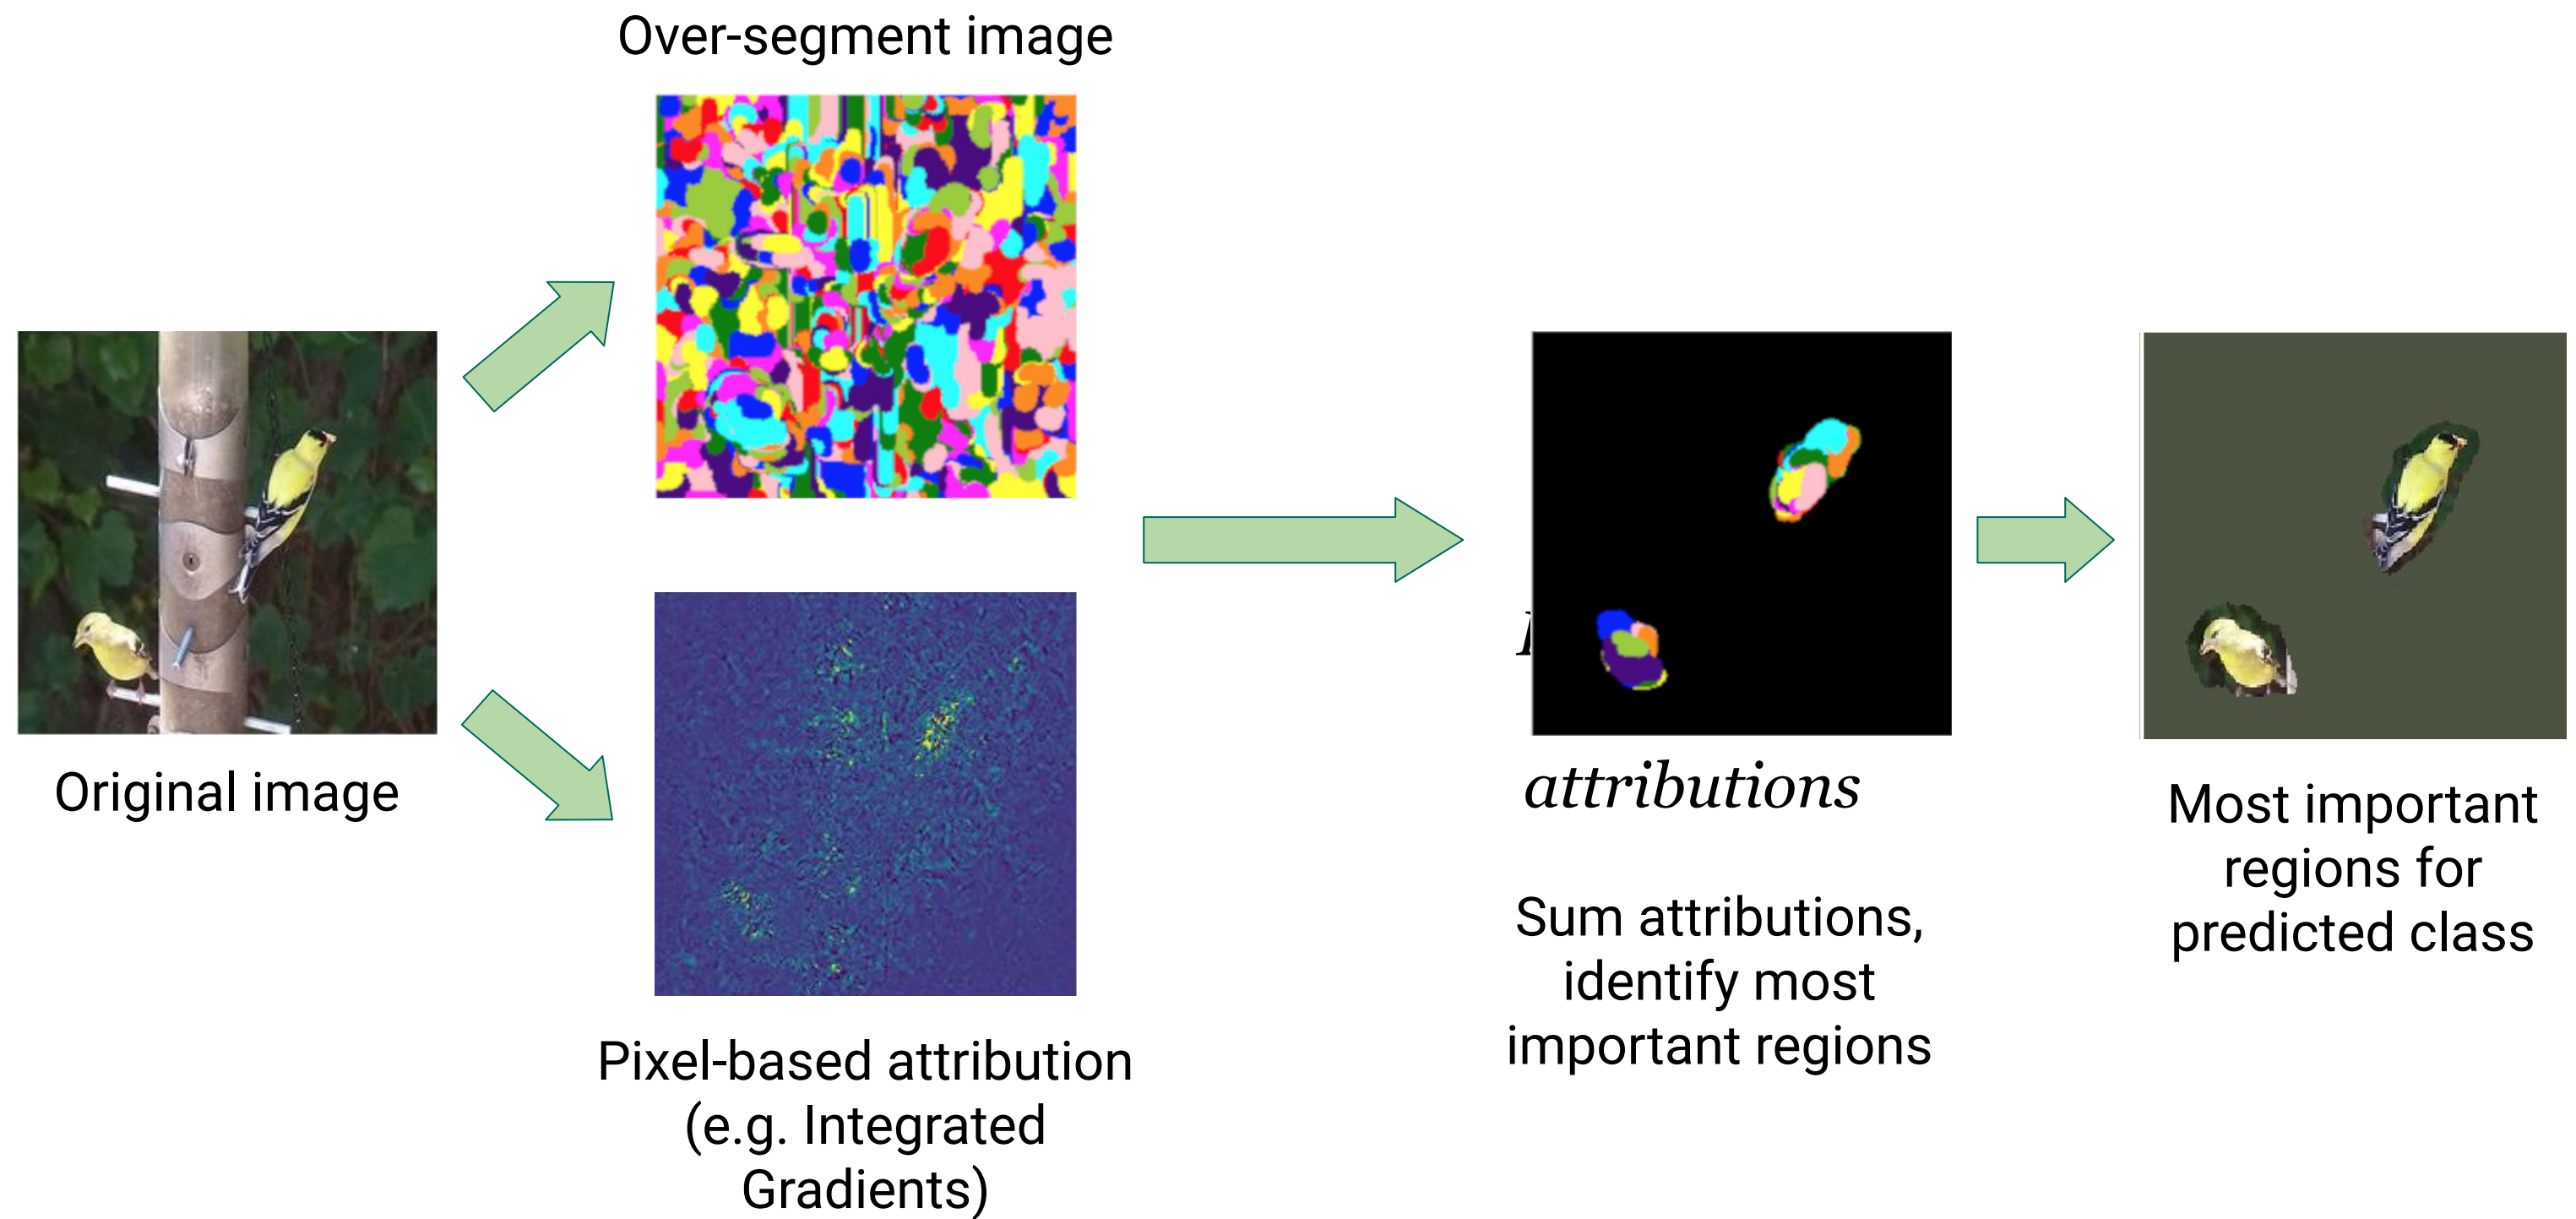 Over-segment image
Original image
Pixel-based attribution
(e.g. Integrated
Gradients)
attributions
Sum attributions,
identify most
important regions
Most important
regions for
predicted class